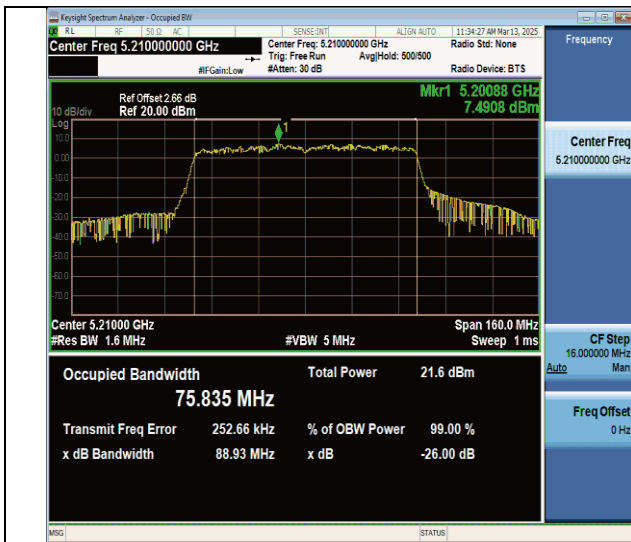 Keysight Spectrum Analyzer - Occupied BW
RL RF 50 Ω AC SENSE:INT ALIGN AUTO 11:34:27 AM Mar 13, 2025
Center Freq 5.210000000 GHz
Center Freq: 5.210000000 GHz Radio Std: None
Trig: Free Run Avg|Hold: 500/500
#IFGain:Low #Atten: 30 dB Radio Device: BTS
Frequency
Mkr1 5.20088 GHz
7.4908 dBm
Ref Offset 2.66 dB
10 dB/div Ref 20.00 dBm
Log
10.0
0.00
-10.0
-20.0
-30.0
-40.0
-50.0
-60.0
-70.0
1
Center 5.21000 GHz Span 160.0 MHz
#Res BW 1.6 MHz #VBW 5 MHz Sweep 1 ms
Occupied Bandwidth Total Power 21.6 dBm
75.835 MHz
Transmit Freq Error 252.66 kHz % of OBW Power 99.00 %
x dB Bandwidth 88.93 MHz x dB -26.00 dB
Center Freq
5.210000000 GHz
CF Step
16.000000 MHz
Auto Man
Freq Offset
0 Hz
MSG STATUS